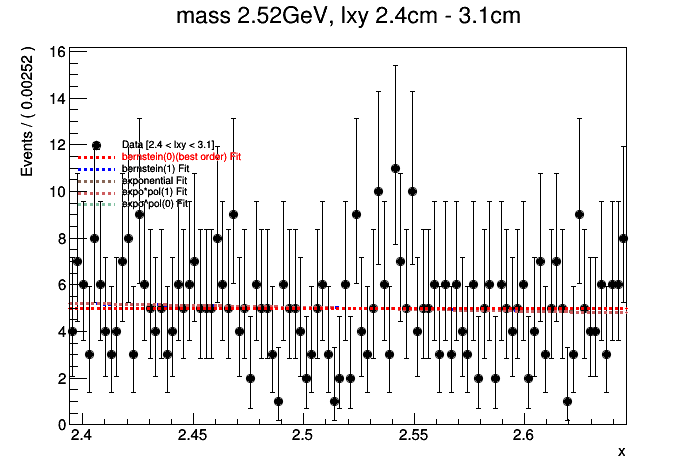 mass 2.52GeV, lxy 2.4cm - 3.1cm
Events / ( 0.00252 )
16
14
12
10
8
6
4
2
0
Data [2.4 < lxy < 3.1]
bernstein(0)(best order) Fit
bernstein(1) Fit
exponential Fit
expo*pol(1) Fit
expo*pol(0) Fit
2.4
2.45
2.5
2.55
2.6
x